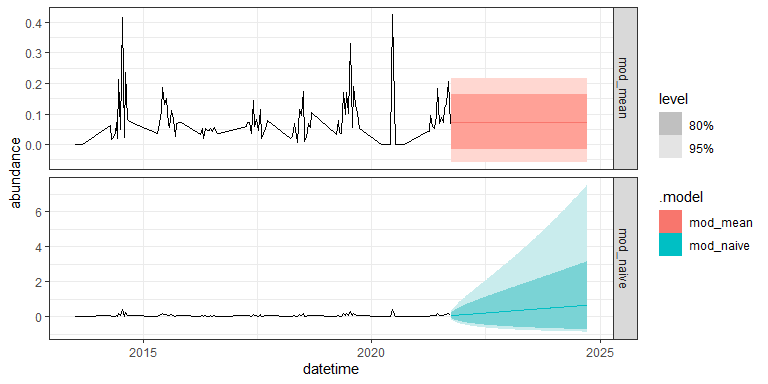 0.4
0.3
0.2
0.1
0.0
mod_mean
6
4
2
0
mod_naive
abundance
2015
2020
2025
datetime
level
80%
95%
.model
mod_mean
mod_naive